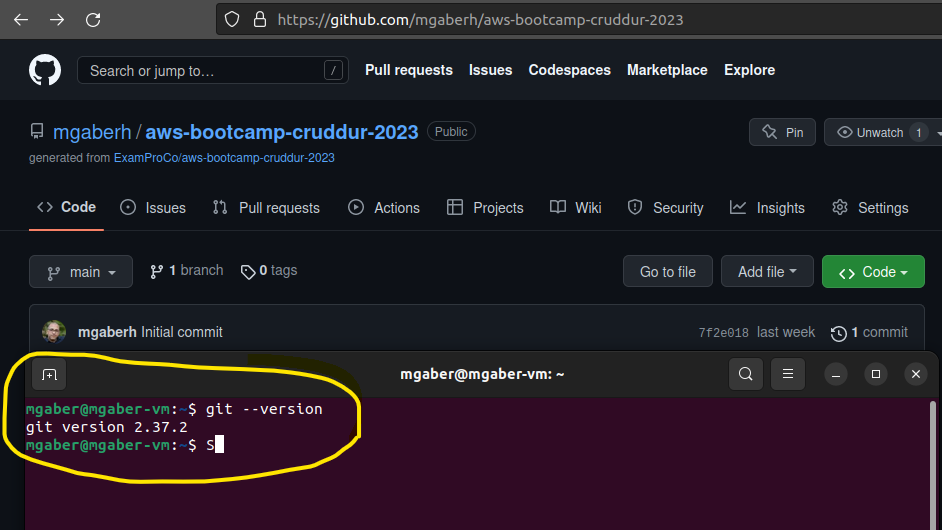 https://github.com/mgaberh/aws-bootcamp-cruddur-2023
Search or jump to… / Pull requests Issues Codespaces Marketplace Explore
mgaberh / aws-bootcamp-cruddur-2023 Public Pin Unwatch 1
generated from ExamProCo/aws-bootcamp-cruddur-2023
Code Issues Pull requests Actions Projects Wiki Security Insights Settings
main 1 branch 0 tags Go to file Add file Code
mgaberh Initial commit 7f2e018 last week 1 commit
mgaber@mgaber-vm: ~
mgaber@mgaber-vm:~$ git --version
git version 2.37.2
mgaber@mgaber-vm:~$ S